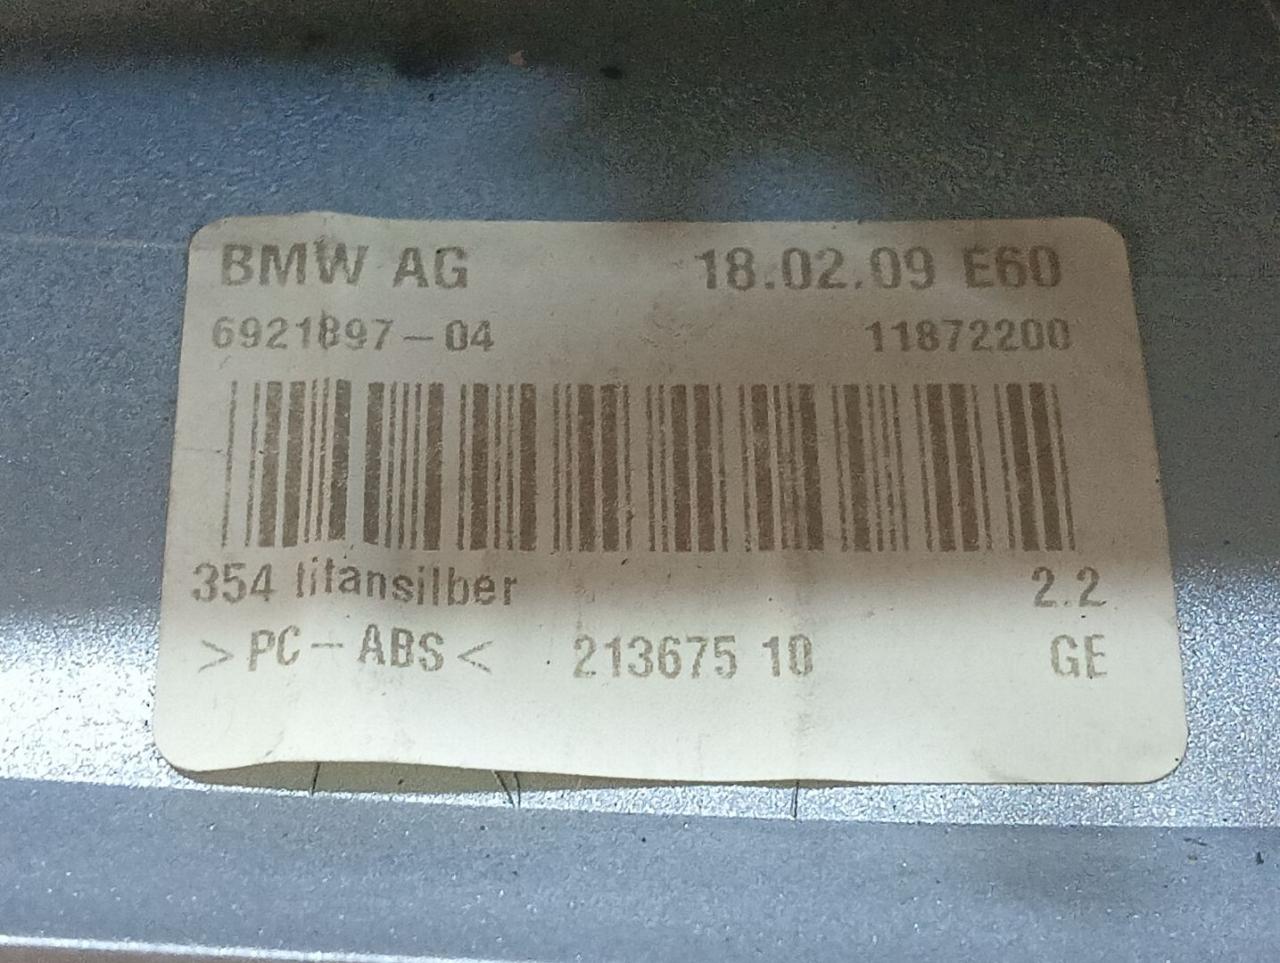 BMW AG 18.02.09 E60
6921897-04 11872200
354 titansilber 2.2
>PC-ABS< 213675 10 GE